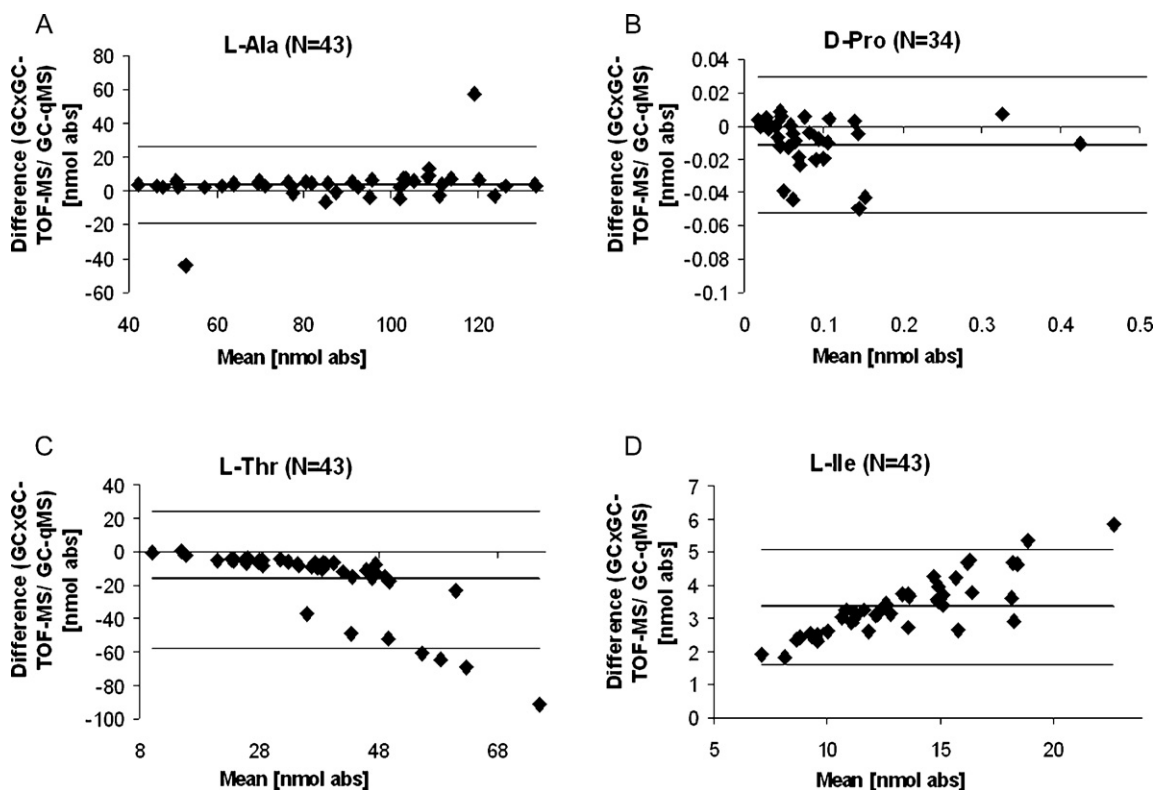 A
L-Ala (N=43)
Difference (GCxGC-
TOF-MS/ GC-qMS)
[nmol abs]
80
60
40
20
0
-20
-40
-60
40 60 80 100 120
Mean [nmol abs]
B
D-Pro (N=34)
Difference (GCxGC-
TOF-MS/ GC-qMS)
[nmol abs]
0.04
0.02
0
-0.02
-0.04
-0.06
-0.08
-0.1
0 0.1 0.2 0.3 0.4 0.5
Mean [nmol abs]
C
L-Thr (N=43)
Difference (GCxGC-
TOF-MS/ GC-qMS)
[nmol abs]
40
20
0
-20
-40
-60
-80
-100
8 28 48 68
Mean [nmol abs]
D
L-Ile (N=43)
Difference (GCxGC-
TOF-MS/ GC-qMS)
[nmol abs]
7
6
5
4
3
2
1
0
5 10 15 20
Mean [nmol abs]